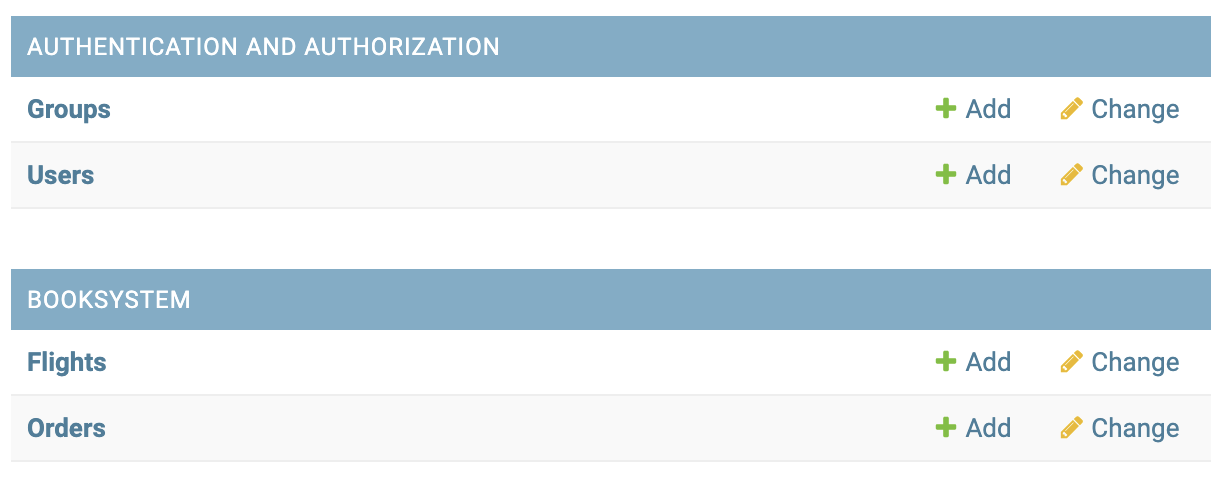 AUTHENTICATION AND AUTHORIZATION
Groups Add Change
Users Add Change
BOOKSYSTEM
Flights Add Change
Orders Add Change